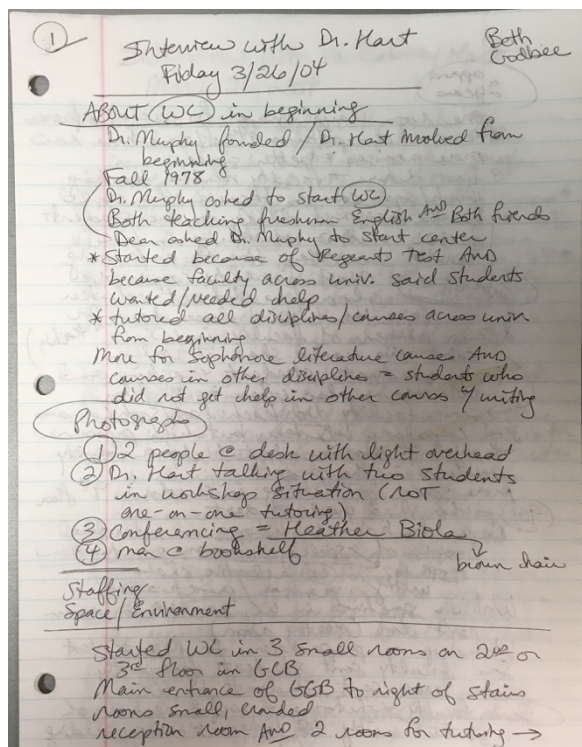 1
Interview with Dr. Hart
Friday 3/26/04
Beth
Godbee
ABOUT WC in beginning
Dr. Murphy founded / Dr. Hart involved from
beginning
Fall 1978
Dr. Murphy asked to start WC
Both teaching freshman English AND Both friends
Dean asked Dr. Murphy to start center
* Started because of Regents Test AND
because faculty across univ. said students
wanted/needed help
* tutored all disciplines/courses across univ.
from beginning
More for Sophomore literature courses AND
courses in other disciplines = students who
did not get help in other courses w/ writing
Photographs
1 2 people @ desk with light overhead
2 Dr. Hart talking with two students
in workshop situation (NOT
one-on-one tutoring)
3 Conferencing = Heather Biola
4 man @ bookshelf
brown hair
Staffing
Space/Environment
Started WC in 3 small rooms on 2nd or
3rd floor in GCB
Main entrance of GCB to right of stairs
rooms small, crowded
reception room AND 2 rooms for tutoring →